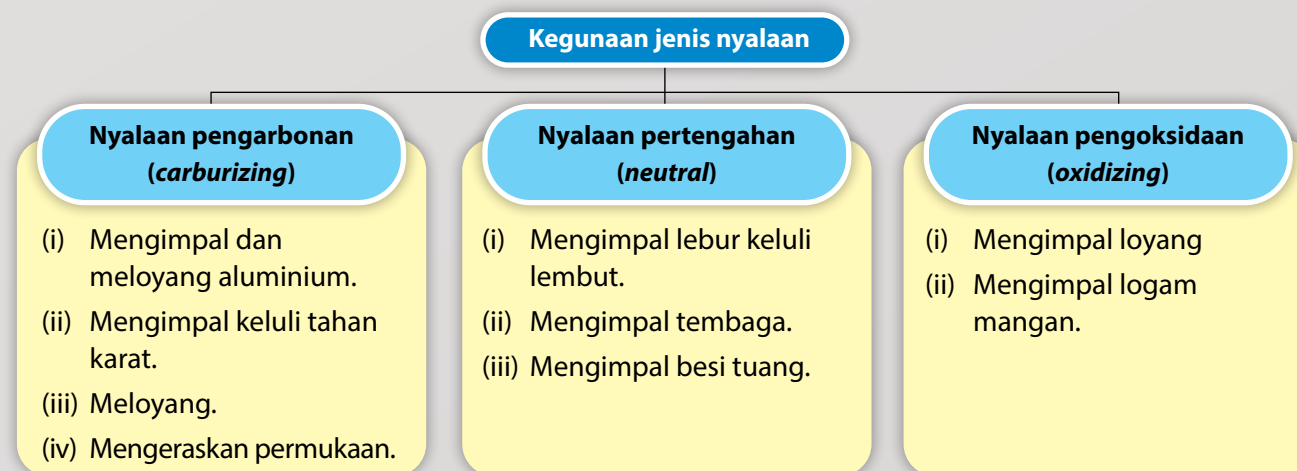 Kegunaan jenis nyalaan
Nyalaan pengarbonan
(carburizing)
(i) Mengimpal dan
meloyang aluminium.
(ii) Mengimpal keluli tahan
karat.
(iii) Meloyang.
(iv) Mengeraskan permukaan.
Nyalaan pertengahan
(neutral)
(i) Mengimpal lebur keluli
lembut.
(ii) Mengimpal tembaga.
(iii) Mengimpal besi tuang.
Nyalaan pengoksidaan
(oxidizing)
(i) Mengimpal loyang
(ii) Mengimpal logam
mangan.